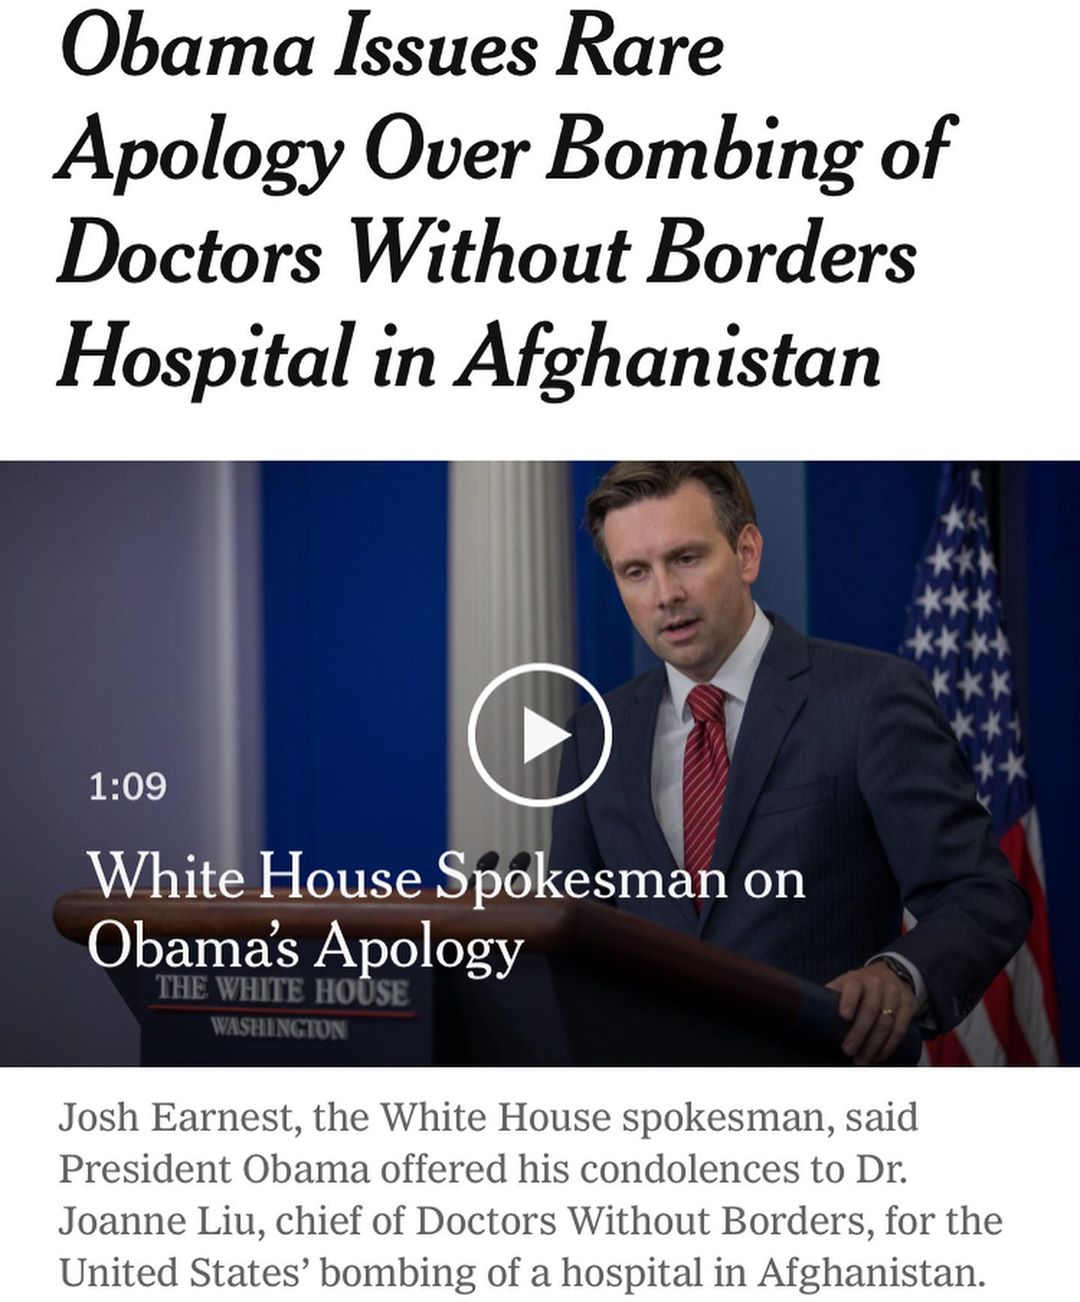 Obama Issues Rare
Apology Over Bombing of
Doctors Without Borders
Hospital in Afghanistan
1:09
White House Spokesman on
Obama’s Apology
THE WHITE HOUSE
WASHINGTON
Josh Earnest, the White House spokesman, said
President Obama offered his condolences to Dr.
Joanne Liu, chief of Doctors Without Borders, for the
United States’ bombing of a hospital in Afghanistan.